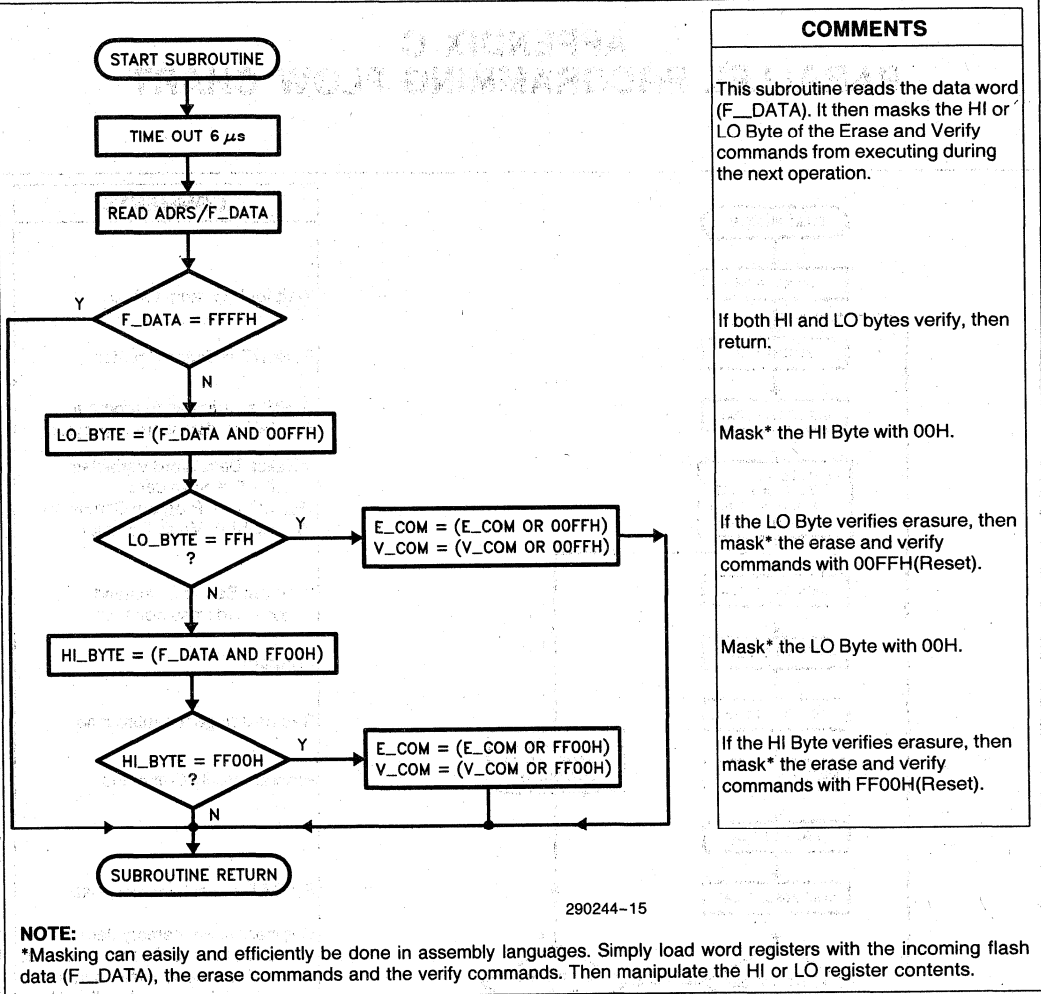 START SUBROUTINE
TIME OUT 6 µs
READ ADRS/F_DATA
Y
F_DATA = FFFFH
N
LO_BYTE = (F_DATA AND 00FFH)
LO_BYTE = FFH
?
Y
E_COM = (E_COM OR 00FFH)
V_COM = (V_COM OR 00FFH)
N
HI_BYTE = (F_DATA AND FF00H)
HI_BYTE = FF00H
?
Y
E_COM = (E_COM OR FF00H)
V_COM = (V_COM OR FF00H)
N
SUBROUTINE RETURN
COMMENTS
This subroutine reads the data word
(F__DATA). It then masks the HI or
LO Byte of the Erase and Verify
commands from executing during
the next operation.
If both HI and LO bytes verify, then
return.
Mask* the HI Byte with 00H.
If the LO Byte verifies erasure, then
mask* the erase and verify
commands with 00FFH(Reset).
Mask* the LO Byte with 00H.
If the HI Byte verifies erasure, then
mask* the erase and verify
commands with FF00H(Reset).
290244-15
NOTE:
*Masking can easily and efficiently be done in assembly languages. Simply load word registers with the incoming flash
data (F__DATA), the erase commands and the verify commands. Then manipulate the HI or LO register contents.